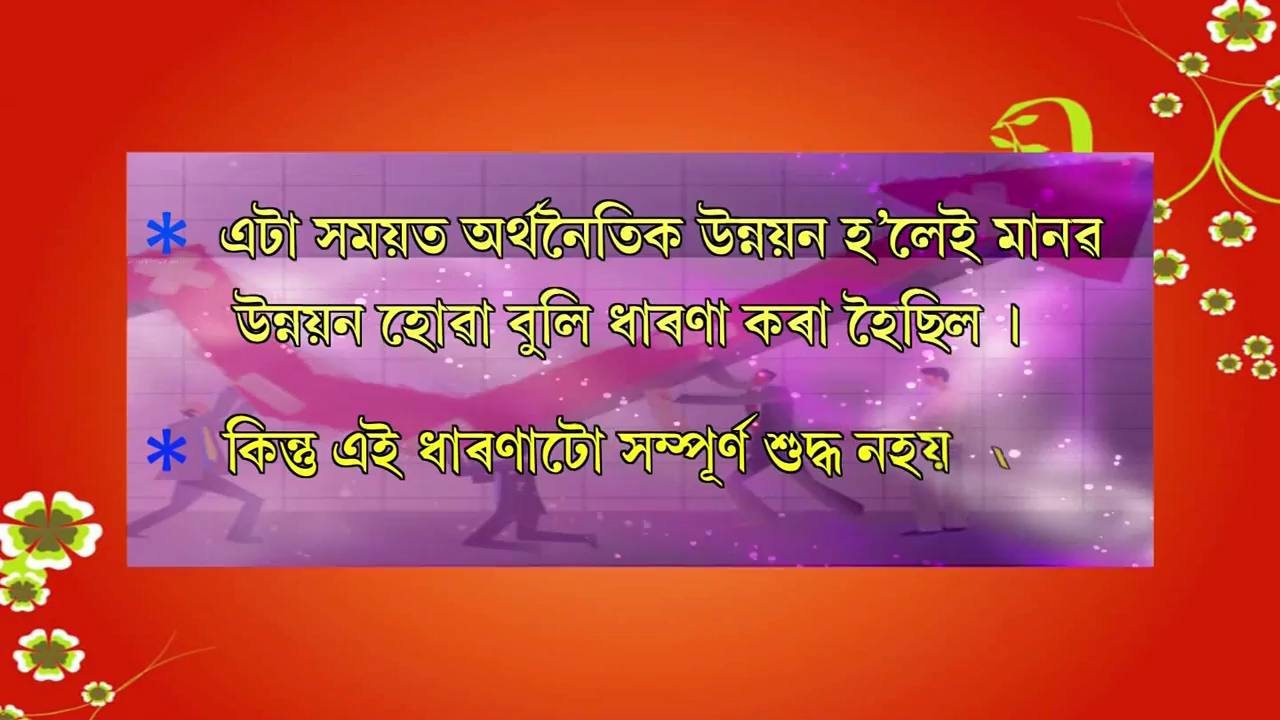 * এটা সময়ত অৰ্থনৈতিক উন্নয়ন হ’লেই মানৱ
উন্নয়ন হোৱা বুলি ধাৰণা কৰা হৈছিল ।
* কিন্তু এই ধাৰণাটো সম্পূৰ্ণ শুদ্ধ নহয়